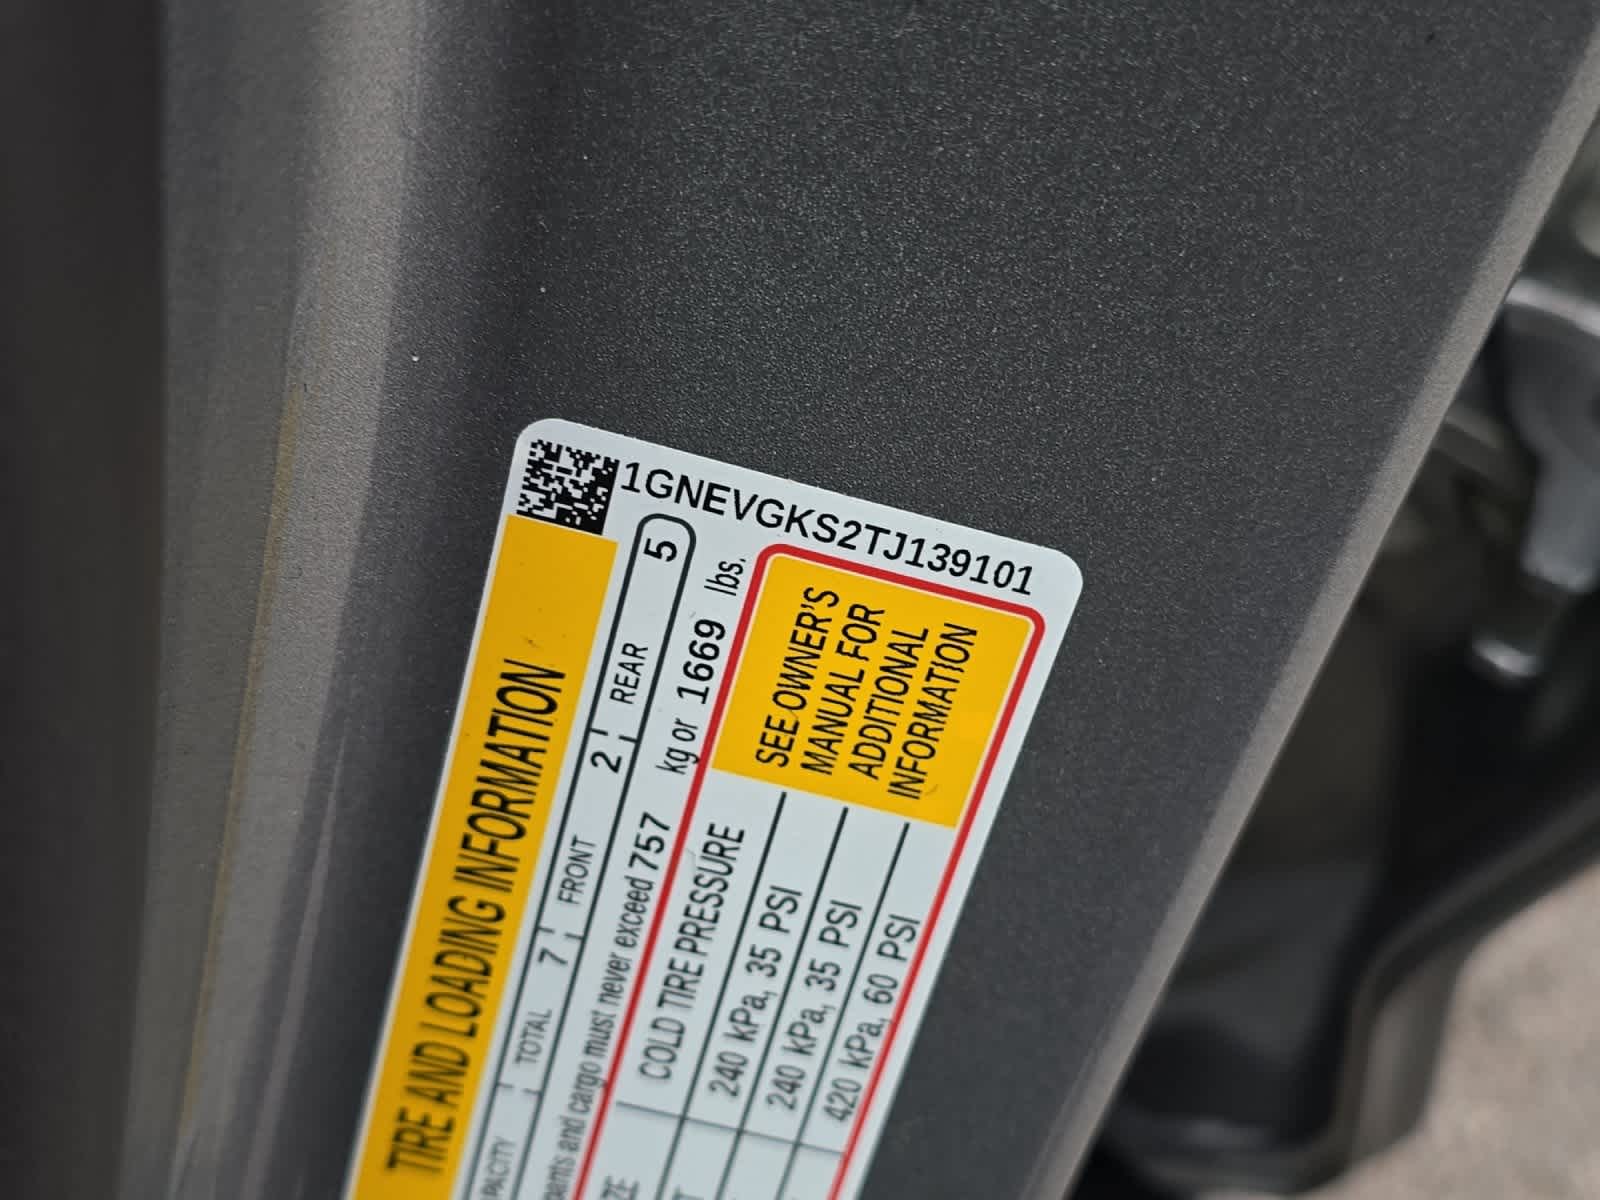 1GNEVGKS2TJ139101
TIRE AND LOADING INFORMATION
TOTAL 7 FRONT 2 REAR 5
and cargo must never exceed 757 kg or 1669 lbs.
COLD TIRE PRESSURE
240 kPa, 35 PSI
240 kPa, 35 PSI
420 kPa, 60 PSI
SEE OWNER'S
MANUAL FOR
ADDITIONAL
INFORMATION